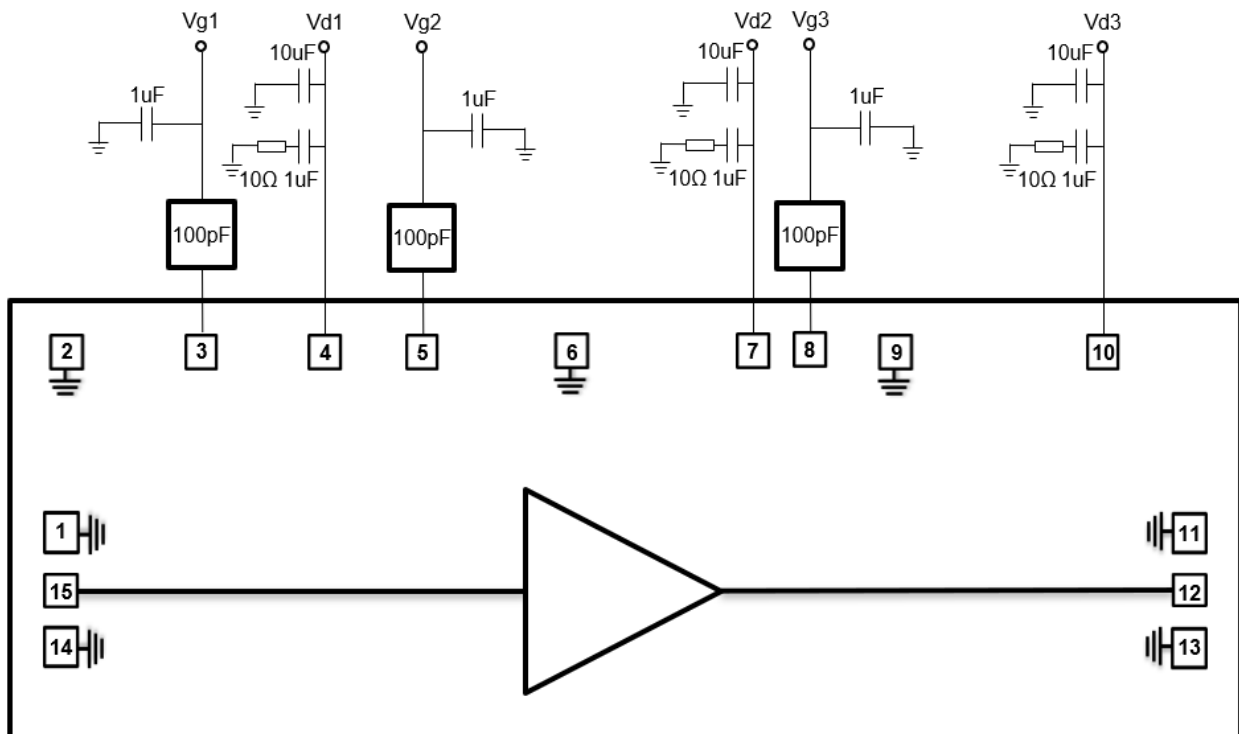 Vg1 Vd1 Vg2 Vd2 Vg3 Vd3
10uF 10uF 10uF
1uF 1uF 1uF
10Ω 1uF 10Ω 1uF 10Ω 1uF
100pF 100pF 100pF
2 3 4 5 6 7 8 9 10
1 11
15 12
14 13